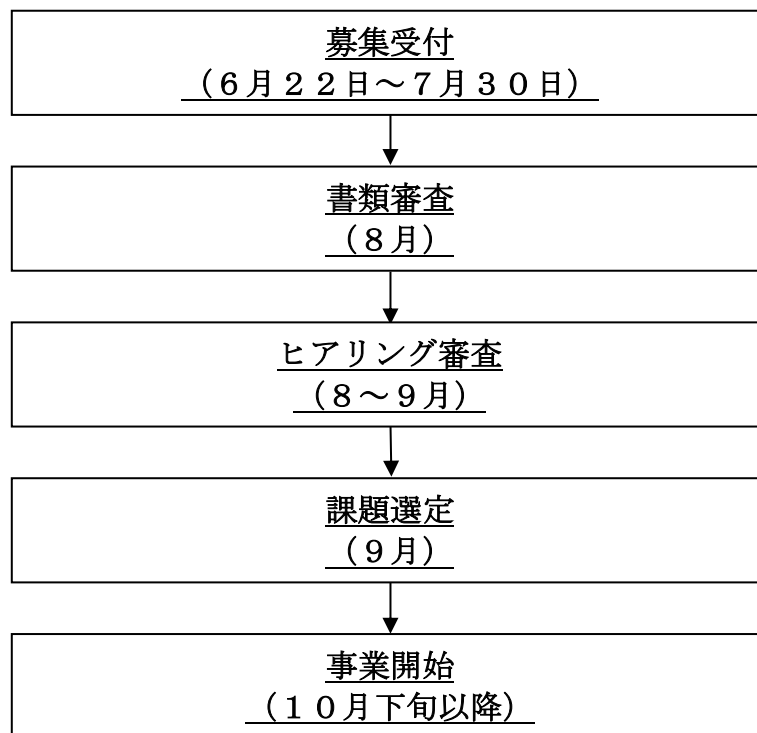 募集受付
（６月２２日～７月３０日）
書類審査
（８月）
ヒアリング審査
（８～９月）
課題選定
（９月）
事業開始
（１０月下旬以降）